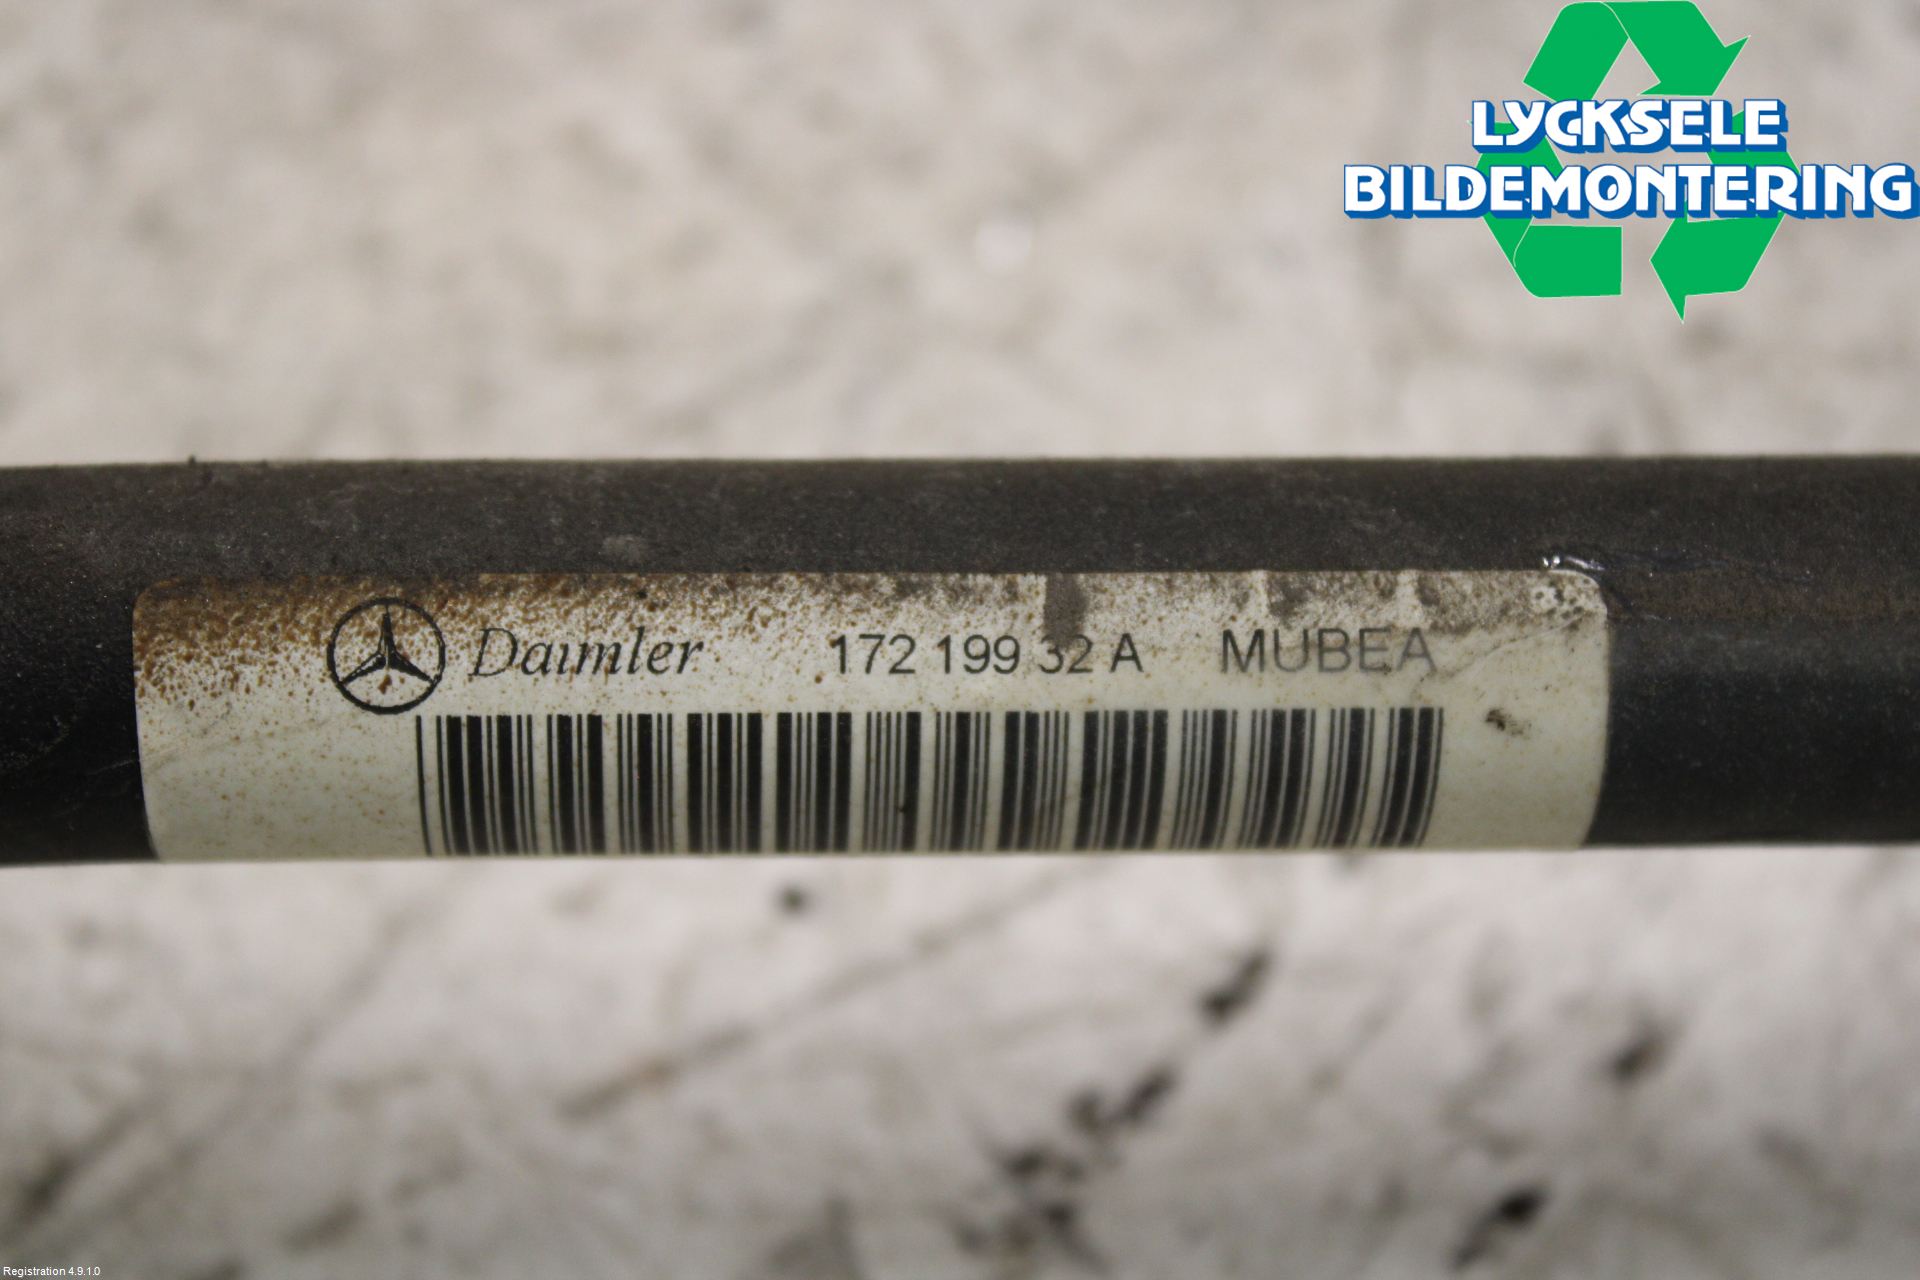 LYCKSELE
BILDEMONTERING
Daimler 172 199 32 A MUBEA
Registration 4.9.1.0